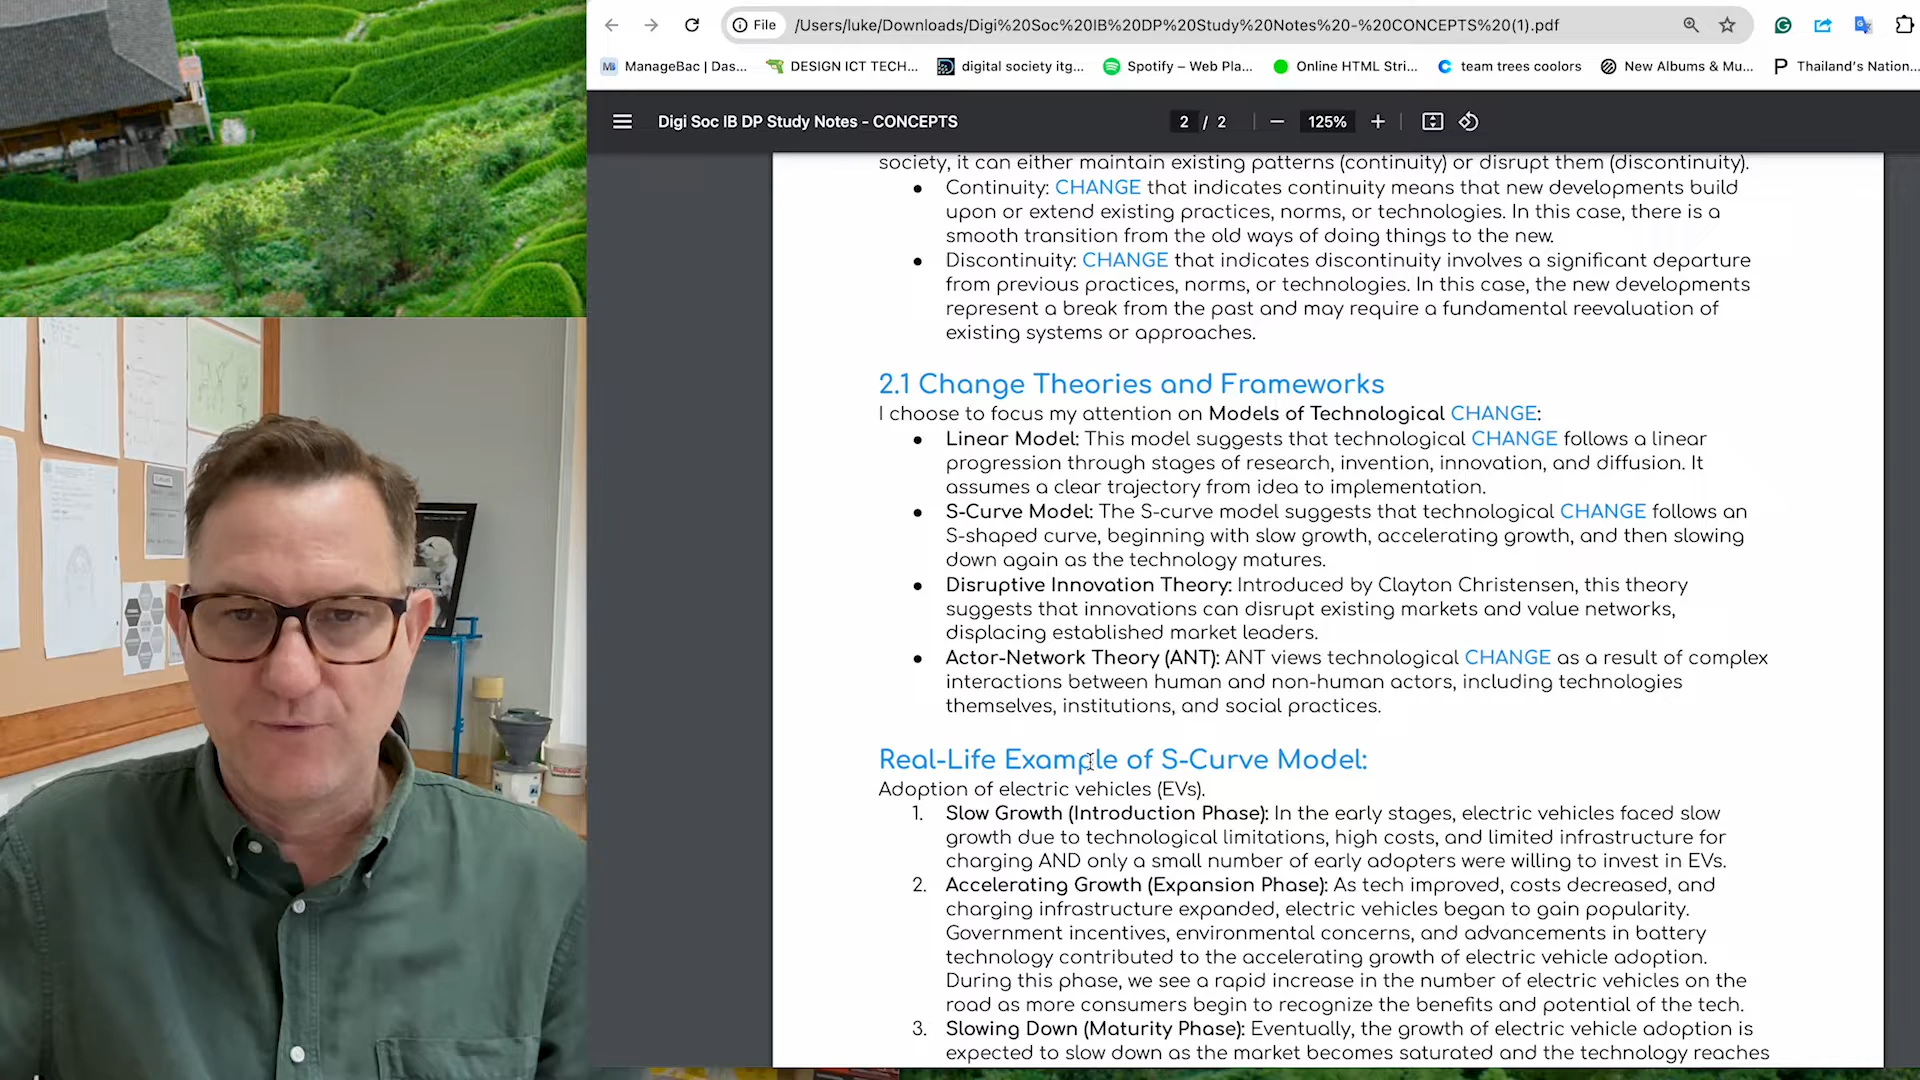 File
/Users/luke/Downloads/Digi%20Soc%20IB%20DP%20Study%20Notes%20-%20CONCEPTS%20(1).pdf
ManageBac | Das...
DESIGN ICT TECH...
digital society itg...
Spotify – Web Pla...
Online HTML Stri...
team trees coolors
New Albums & Mu...
Thailand's Nation...
Digi Soc IB DP Study Notes - CONCEPTS
2 / 2
125%
society, it can either maintain existing patterns (continuity) or disrupt them (discontinuity).
● Continuity: CHANGE that indicates continuity means that new developments build
upon or extend existing practices, norms, or technologies. In this case, there is a
smooth transition from the old ways of doing things to the new.
● Discontinuity: CHANGE that indicates discontinuity involves a significant departure
from previous practices, norms, or technologies. In this case, the new developments
represent a break from the past and may require a fundamental reevaluation of
existing systems or approaches.
2.1 Change Theories and Frameworks
I choose to focus my attention on Models of Technological CHANGE:
● Linear Model: This model suggests that technological CHANGE follows a linear
progression through stages of research, invention, innovation, and diffusion. It
assumes a clear trajectory from idea to implementation.
● S-Curve Model: The S-curve model suggests that technological CHANGE follows an
S-shaped curve, beginning with slow growth, accelerating growth, and then slowing
down again as the technology matures.
● Disruptive Innovation Theory: Introduced by Clayton Christensen, this theory
suggests that innovations can disrupt existing markets and value networks,
displacing established market leaders.
● Actor-Network Theory (ANT): ANT views technological CHANGE as a result of complex
interactions between human and non-human actors, including technologies
themselves, institutions, and social practices.
Real-Life Example of S-Curve Model:
Adoption of electric vehicles (EVs).
1. Slow Growth (Introduction Phase): In the early stages, electric vehicles faced slow
growth due to technological limitations, high costs, and limited infrastructure for
charging AND only a small number of early adopters were willing to invest in EVs.
2. Accelerating Growth (Expansion Phase): As tech improved, costs decreased, and
charging infrastructure expanded, electric vehicles began to gain popularity.
Government incentives, environmental concerns, and advancements in battery
technology contributed to the accelerating growth of electric vehicle adoption.
During this phase, we see a rapid increase in the number of electric vehicles on the
road as more consumers begin to recognize the benefits and potential of the tech.
3. Slowing Down (Maturity Phase): Eventually, the growth of electric vehicle adoption is
expected to slow down as the market becomes saturated and the technology reaches